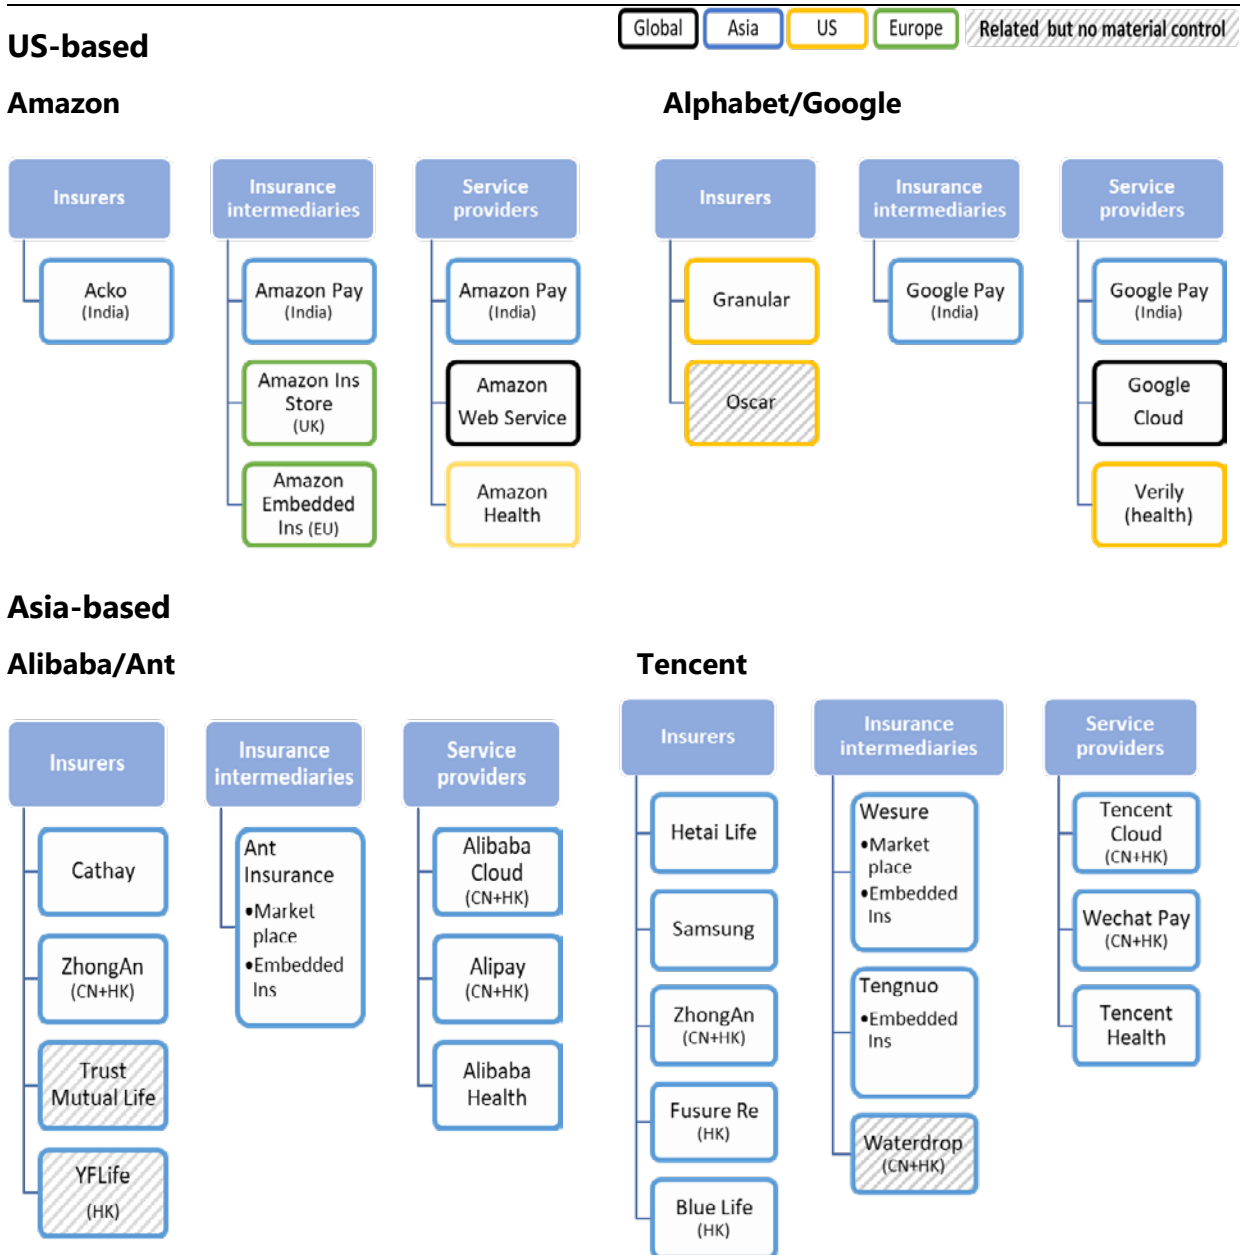 US-based
Global
Asia
US
Europe
Related but no material control
Amazon
Insurers
Acko
(India)
Insurance
intermediaries
Amazon Pay
(India)
Amazon Ins
Store
(UK)
Amazon
Embedded
Ins (EU)
Service
providers
Amazon Pay
(India)
Amazon
Web Service
Amazon
Health
Alphabet/Google
Insurers
Granular
Oscar
Insurance
intermediaries
Google Pay
(India)
Service
providers
Google Pay
(India)
Google
Cloud
Verily
(health)
Asia-based
Alibaba/Ant
Insurers
Cathay
ZhongAn
(CN+HK)
Trust
Mutual Life
YFLife
(HK)
Insurance
intermediaries
Ant
Insurance
•Market
place
•Embedded
Ins
Service
providers
Alibaba
Cloud
(CN+HK)
Alipay
(CN+HK)
Alibaba
Health
Tencent
Insurers
Hetai Life
Samsung
ZhongAn
(CN+HK)
Fusure Re
(HK)
Blue Life
(HK)
Insurance
intermediaries
Wesure
•Market
place
•Embedded
Ins
Tengnuo
•Embedded
Ins
Waterdrop
(CN+HK)
Service
providers
Tencent
Cloud
(CN+HK)
Wechat Pay
(CN+HK)
Tencent
Health